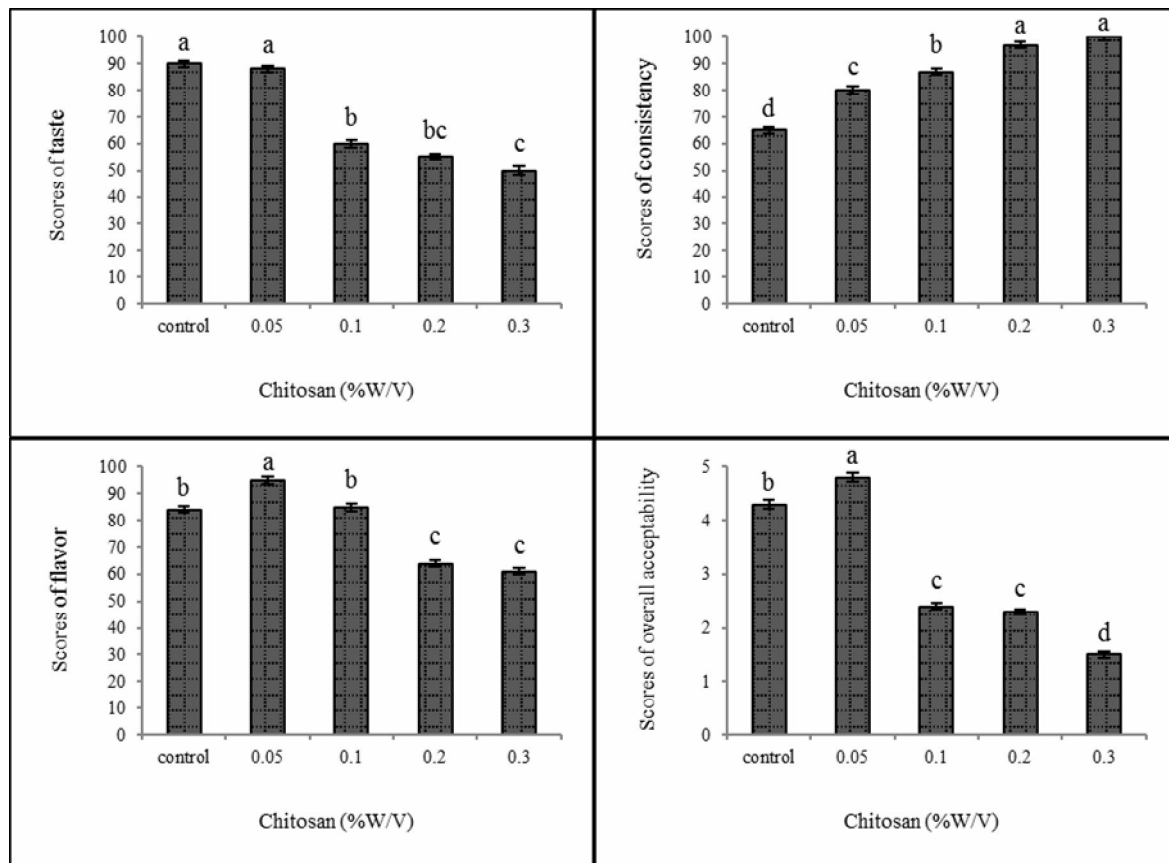 Scores of taste
100
90
80
70
60
50
40
30
20
10
0
a
a
b
bc
c
control 0.05 0.1 0.2 0.3
Chitosan (%W/V)
Scores of consistency
100
90
80
70
60
50
40
30
20
10
0
d
c
b
a
a
control 0.05 0.1 0.2 0.3
Chitosan (%W/V)
Scores of flavor
100
90
80
70
60
50
40
30
20
10
0
b
a
b
c
c
control 0.05 0.1 0.2 0.3
Chitosan (%W/V)
Scores of overall acceptability
5
4
3
2
1
0
b
a
c
c
d
control 0.05 0.1 0.2 0.3
Chitosan (%W/V)